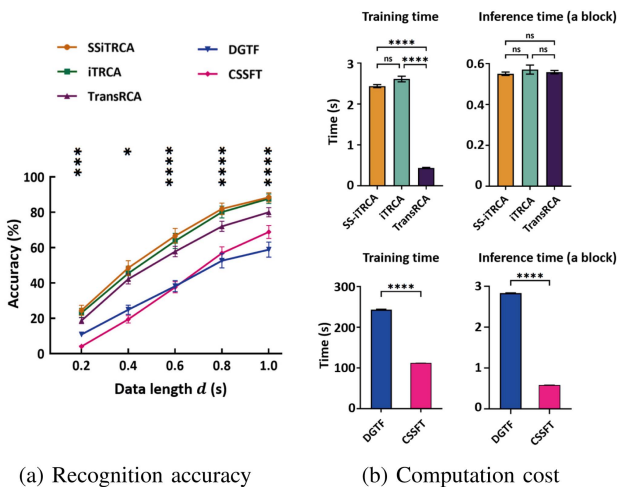 SSiTRCA
iTRCA
TransRCA
DGTF
CSSFT
***
*
****
****
****
Accuracy (%)
100
80
60
40
20
0
0.2 0.4 0.6 0.8 1.0
Data length d (s)
(a) Recognition accuracy
Training time
****
ns ****
Time (s)
3
2
1
0
SS-iTRCA
iTRCA
TransRCA
Inference time (a block)
ns
ns ns
0.6
0.4
0.2
0.0
SS-iTRCA
iTRCA
TransRCA
Training time
****
Time (s)
300
200
100
0
DGTF
CSSFT
Inference time (a block)
****
3
2
1
0
DGTF
CSSFT
(b) Computation cost